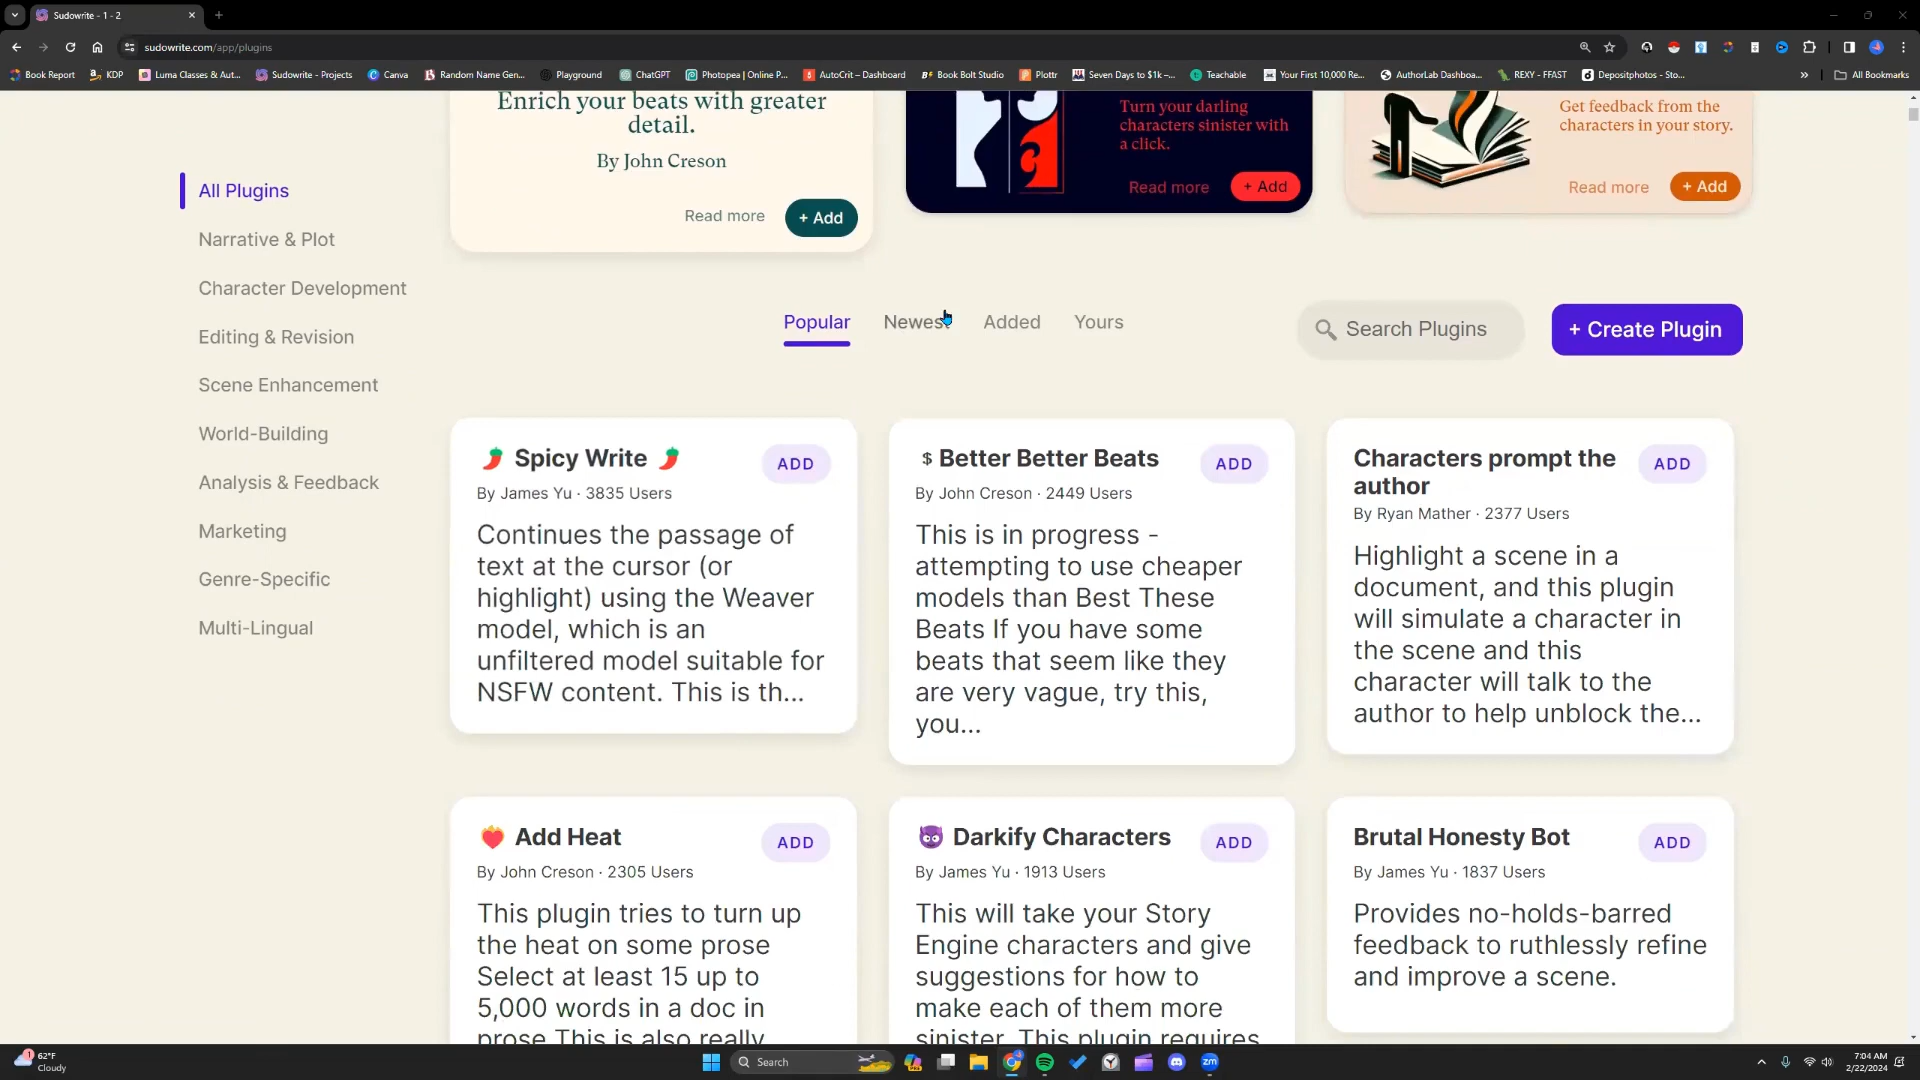 Sudowrite - 1 - 2
sudowrite.com/app/plugins
Book Report
KDP
Luma Classes & Aut...
Sudowrite - Projects
Canva
Random Name Gen...
Playground
ChatGPT
Photopea | Online P...
AutoCrit – Dashboard
Book Bolt Studio
Plottr
Seven Days to $1k –...
Teachable
Your First 10,000 Re...
AuthorLab Dashboa...
REXY - FFAST
Depositphotos - Sto...
All Bookmarks
Enrich your beats with greater
detail.
By John Creson
Read more
+ Add
Turn your darling
characters sinister with
a click.
Read more
+ Add
Get feedback from the
characters in your story.
Read more
+ Add
All Plugins
Narrative & Plot
Character Development
Editing & Revision
Scene Enhancement
World-Building
Analysis & Feedback
Marketing
Genre-Specific
Multi-Lingual
Popular
Newest
Added
Yours
Search Plugins
+ Create Plugin
🌶️ Spicy Write 🌶️
ADD
By James Yu · 3835 Users
Continues the passage of
text at the cursor (or
highlight) using the Weaver
model, which is an
unfiltered model suitable for
NSFW content. This is th...
$ Better Better Beats
ADD
By John Creson · 2449 Users
This is in progress -
attempting to use cheaper
models than Best These
Beats If you have some
beats that seem like they
are very vague, try this,
you...
Characters prompt the
author
ADD
By Ryan Mather · 2377 Users
Highlight a scene in a
document, and this plugin
will simulate a character in
the scene and this
character will talk to the
author to help unblock the...
Add Heat
ADD
By John Creson · 2305 Users
This plugin tries to turn up
the heat on some prose
Select at least 15 up to
5,000 words in a doc in
prose This is also really
😈 Darkify Characters
ADD
By James Yu · 1913 Users
This will take your Story
Engine characters and give
suggestions for how to
make each of them more
sinister. This plugin requires
Brutal Honesty Bot
ADD
By James Yu · 1837 Users
Provides no-holds-barred
feedback to ruthlessly refine
and improve a scene.
62°F
Cloudy
Search
7:04 AM
2/22/2024